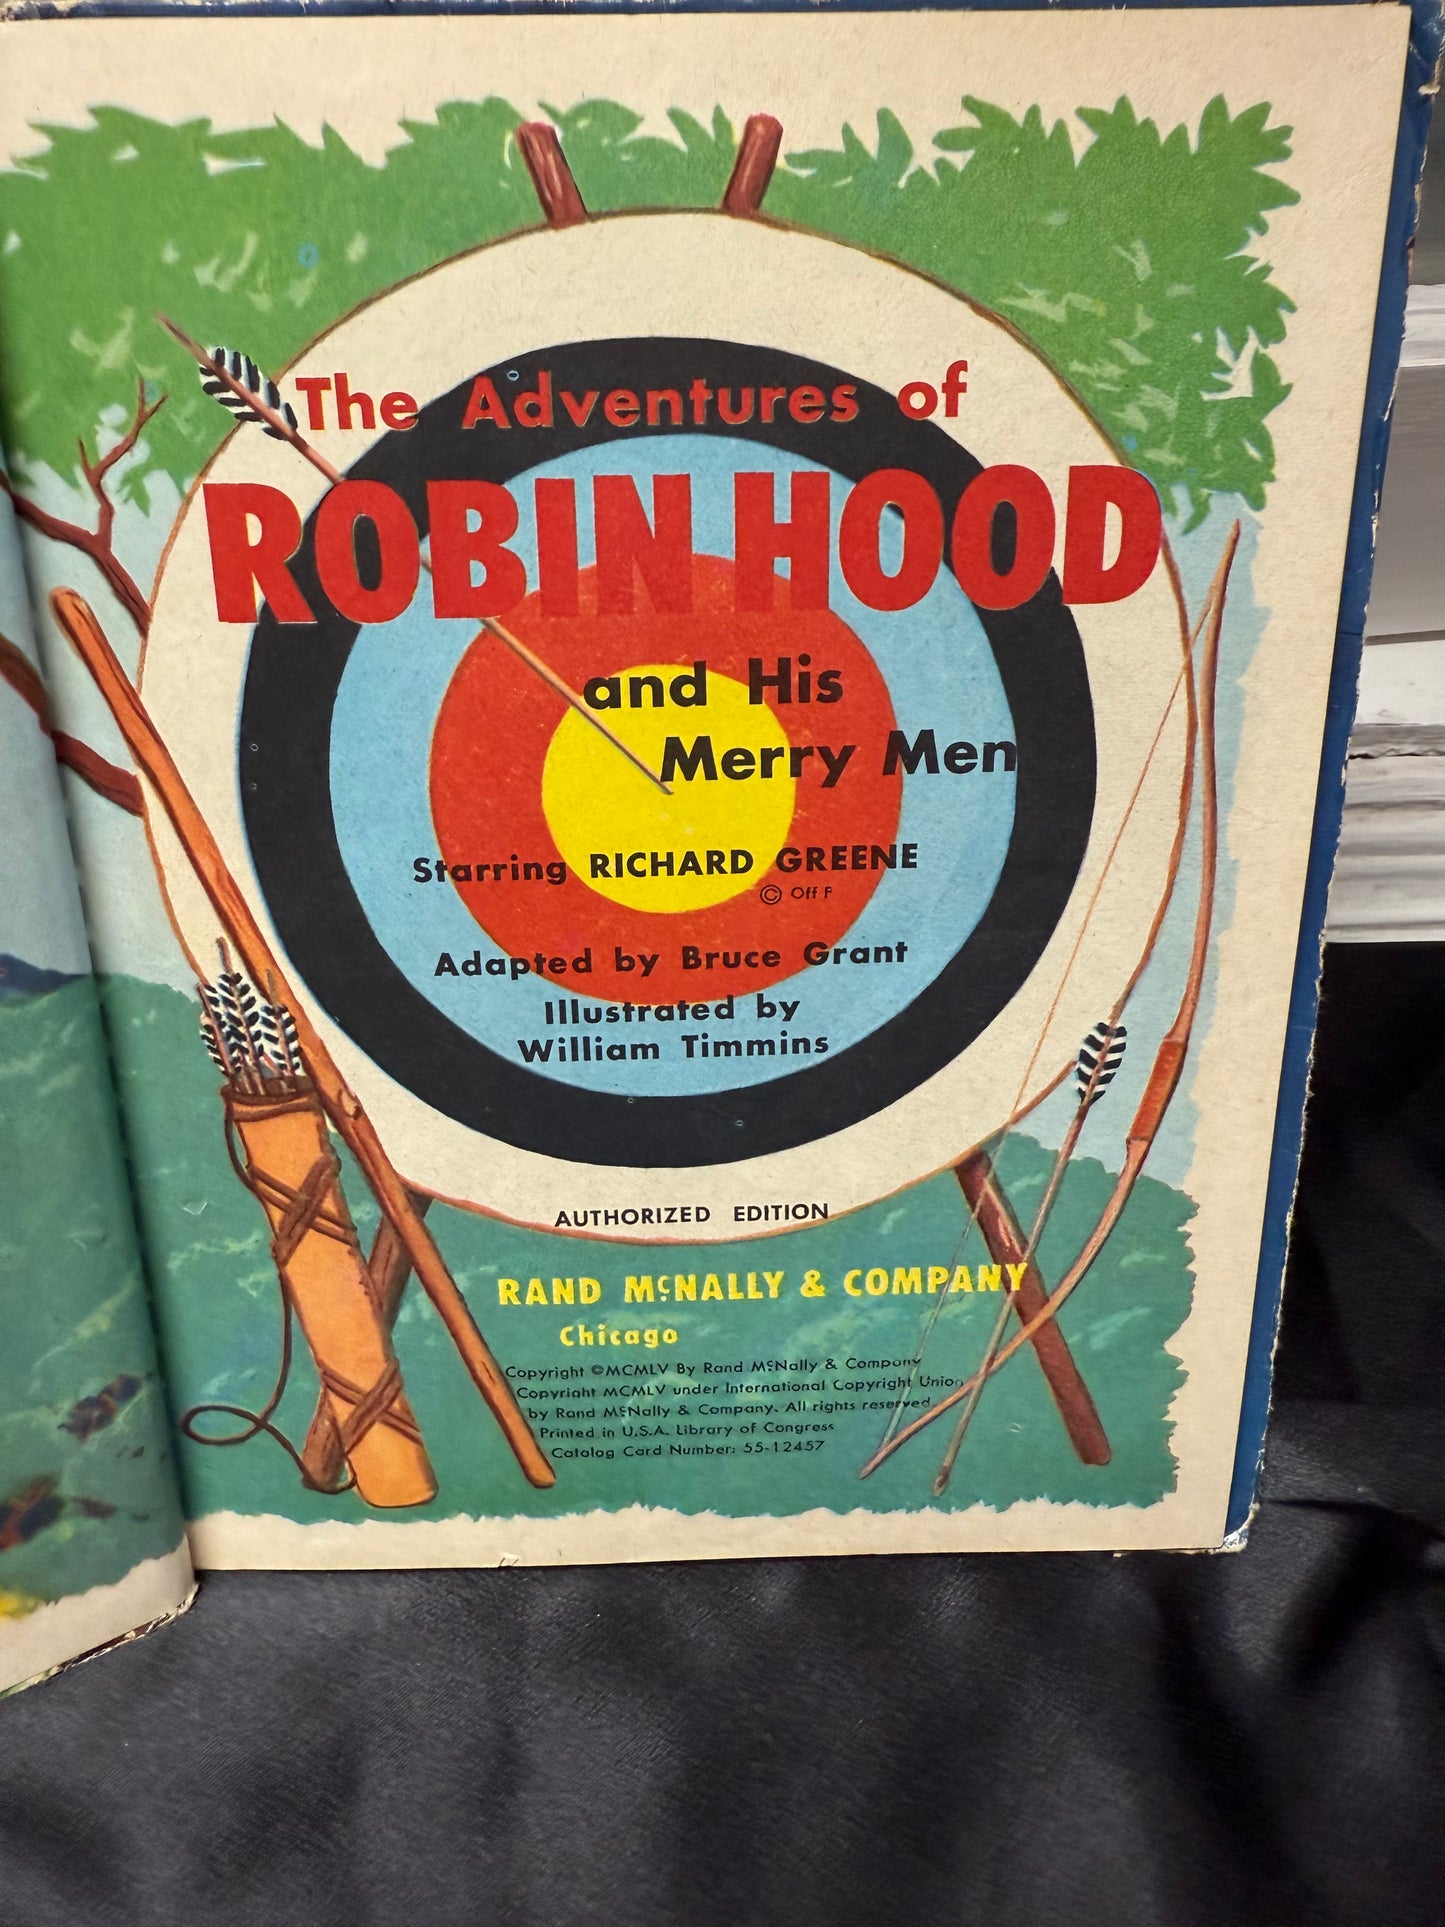 The Adventures of
ROBIN HOOD
and His
Merry Men
Starring RICHARD GREENE
© Off F
Adapted by Bruce Grant
Illustrated by
William Timmins
AUTHORIZED EDITION
RAND McNALLY & COMPANY
Chicago
Copyright ©MCMLV By Rand McNally & Company
Copyright MCMLV under International Copyright Union
by Rand McNally & Company. All rights reserved.
Printed in U.S.A. Library of Congress
Catalog Card Number: 55-12457